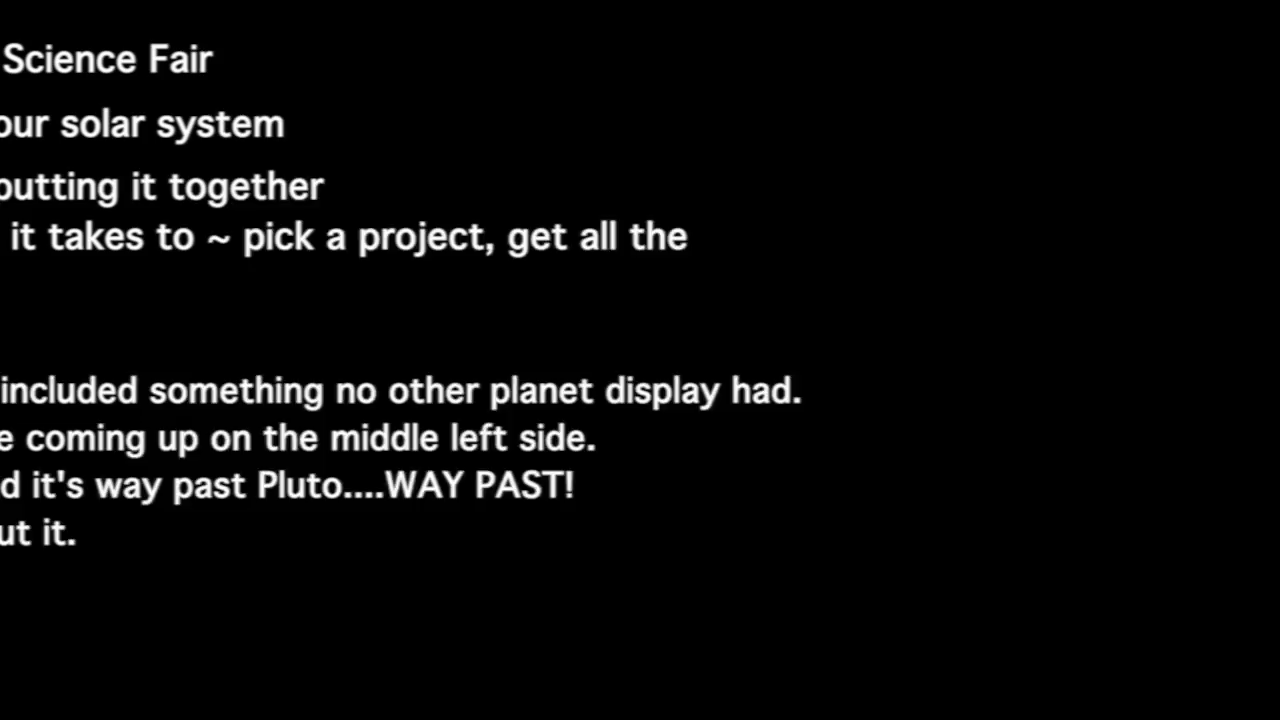 Science Fair
our solar system
putting it together
it takes to ~ pick a project, get all the
included something no other planet display had.
e coming up on the middle left side.
d it's way past Pluto....WAY PAST!
ut it.